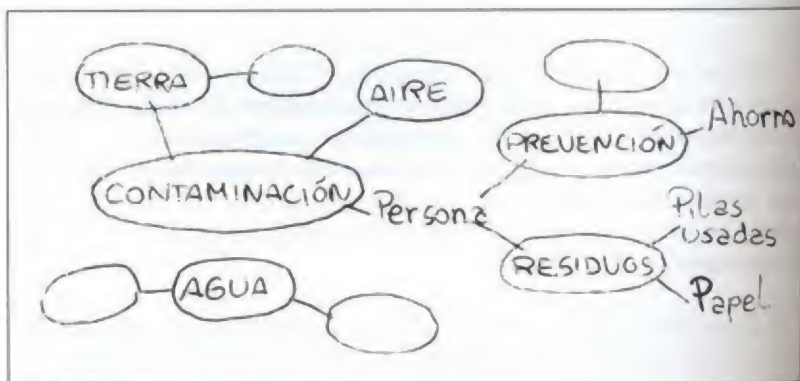 TIERRA
AIRE
PREVENCIÓN
Ahorro
CONTAMINACIÓN
Persona
Pilas
usadas
RESIDUOS
Papel
AGUA